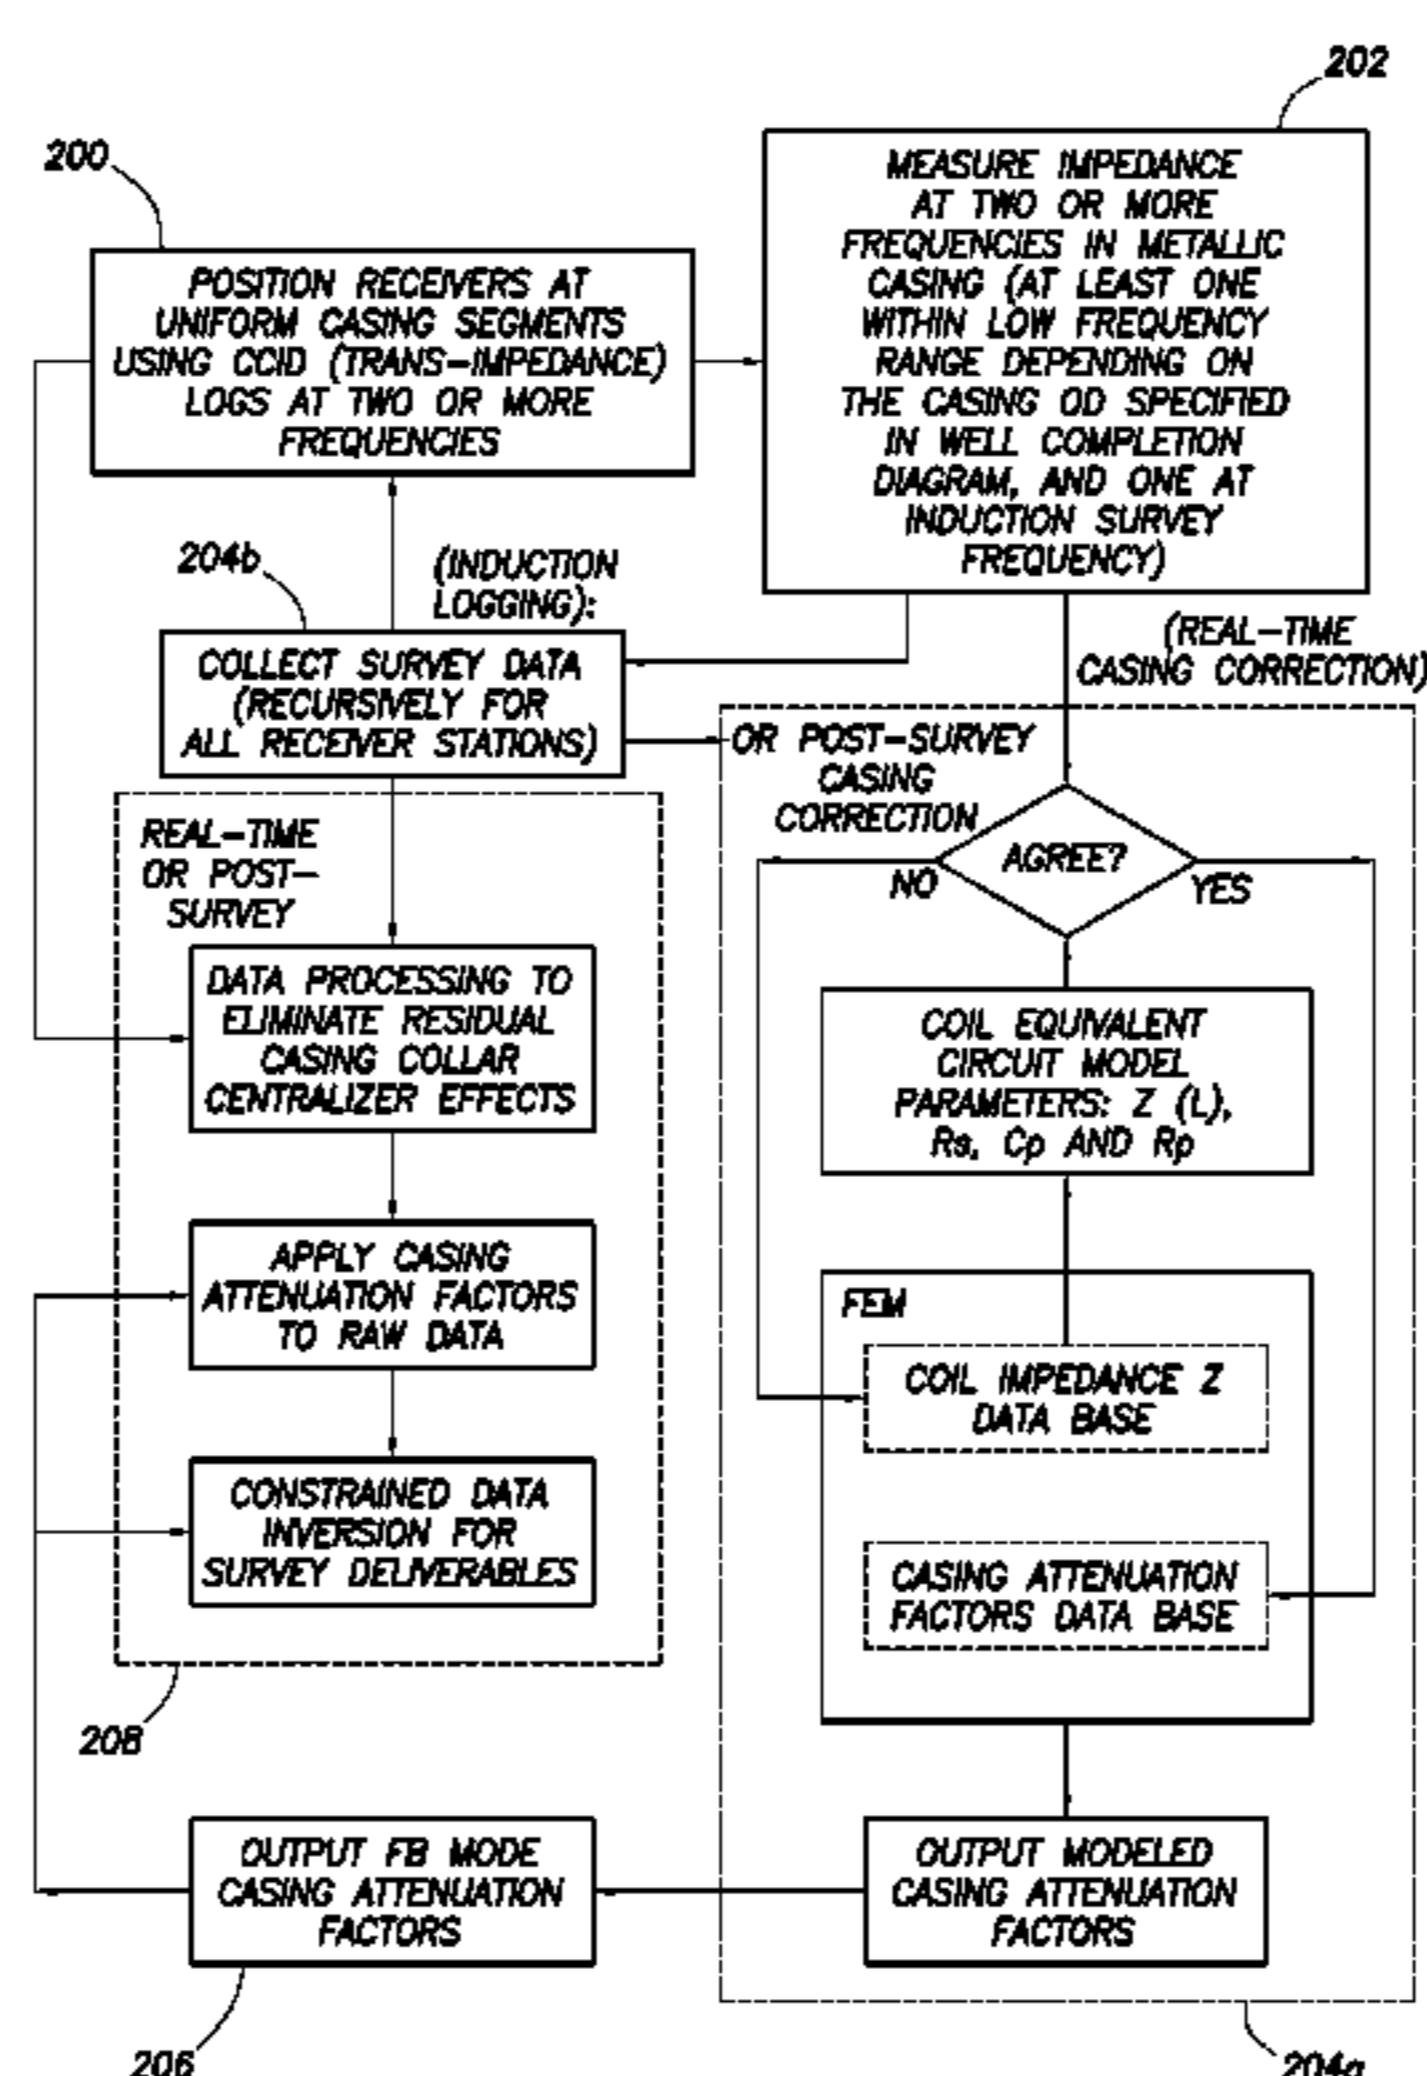 202
200
MEASURE IMPEDANCE
AT TWO OR MORE
FREQUENCIES IN METALLIC
CASING (AT LEAST ONE
WITHIN LOW FREQUENCY
RANGE DEPENDING ON
THE CASING OD SPECIFIED
IN WELL COMPLETION
DIAGRAM, AND ONE AT
INDUCTION SURVEY
FREQUENCY)
POSITION RECEIVERS AT
UNIFORM CASING SEGMENTS
USING CCID (TRANS-IMPEDANCE)
LOGS AT TWO OR MORE
FREQUENCIES
204b
(INDUCTION
LOGGING):
COLLECT SURVEY DATA
(RECURSIVELY FOR
ALL RECEIVER STATIONS)
(REAL-TIME
CASING CORRECTION)
OR POST-SURVEY
CASING
CORRECTION
AGREE?
NO
YES
REAL-TIME
OR POST-
SURVEY
DATA PROCESSING TO
ELIMINATE RESIDUAL
CASING COLLAR
CENTRALIZER EFFECTS
COIL EQUIVALENT
CIRCUIT MODEL
PARAMETERS: Z (L),
Rs, Cp AND Rp
APPLY CASING
ATTENUATION FACTORS
TO RAW DATA
FEM
COIL IMPEDANCE Z
DATA BASE
CONSTRAINED DATA
INVERSION FOR
SURVEY DELIVERABLES
CASING ATTENUATION
FACTORS DATA BASE
208
OUTPUT FB MODE
CASING ATTENUATION
FACTORS
OUTPUT MODELED
CASING ATTENUATION
FACTORS
206
204a